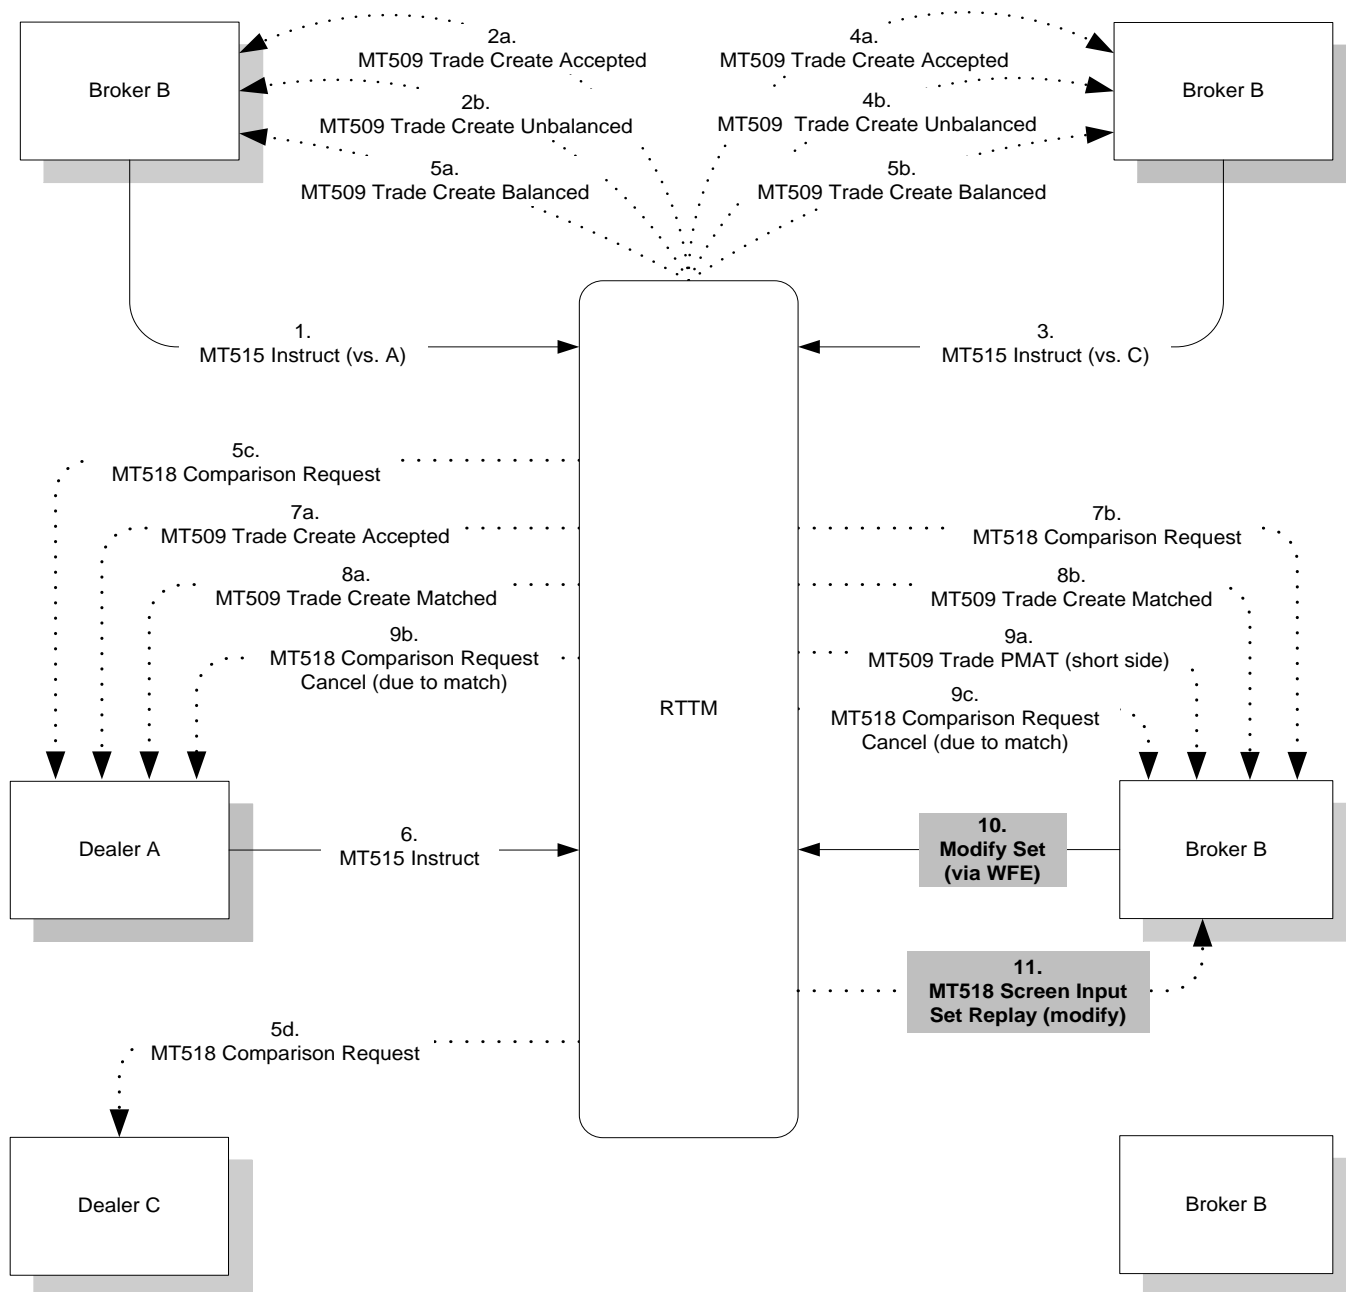 Broker B
2a.
MT509 Trade Create Accepted
2b.
MT509 Trade Create Unbalanced
5a.
MT509 Trade Create Balanced
4a.
MT509 Trade Create Accepted
4b.
MT509 Trade Create Unbalanced
5b.
MT509 Trade Create Balanced
Broker B
1.
MT515 Instruct (vs. A)
3.
MT515 Instruct (vs. C)
5c.
MT518 Comparison Request
7a.
MT509 Trade Create Accepted
8a.
MT509 Trade Create Matched
9b.
MT518 Comparison Request
Cancel (due to match)
RTTM
7b.
MT518 Comparison Request
8b.
MT509 Trade Create Matched
9a.
MT509 Trade PMAT (short side)
9c.
MT518 Comparison Request
Cancel (due to match)
Dealer A
6.
MT515 Instruct
10.
Modify Set
(via WFE)
Broker B
11.
MT518 Screen Input
Set Replay (modify)
5d.
MT518 Comparison Request
Dealer C
Broker B